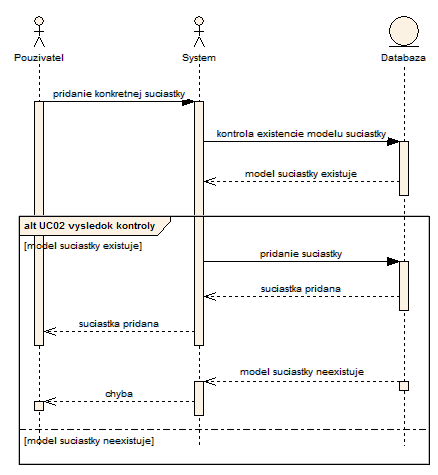 Pouzivatel
System
Databaza
pridanie konkretnej suciastky
kontrola existencie modelu suciastky
model suciastky existuje
alt UC02 vysledok kontroly
[model suciastky existuje]
pridanie suciastky
suciastka pridana
suciastka pridana
model suciastky neexistuje
chyba
[model suciastky neexistuje]